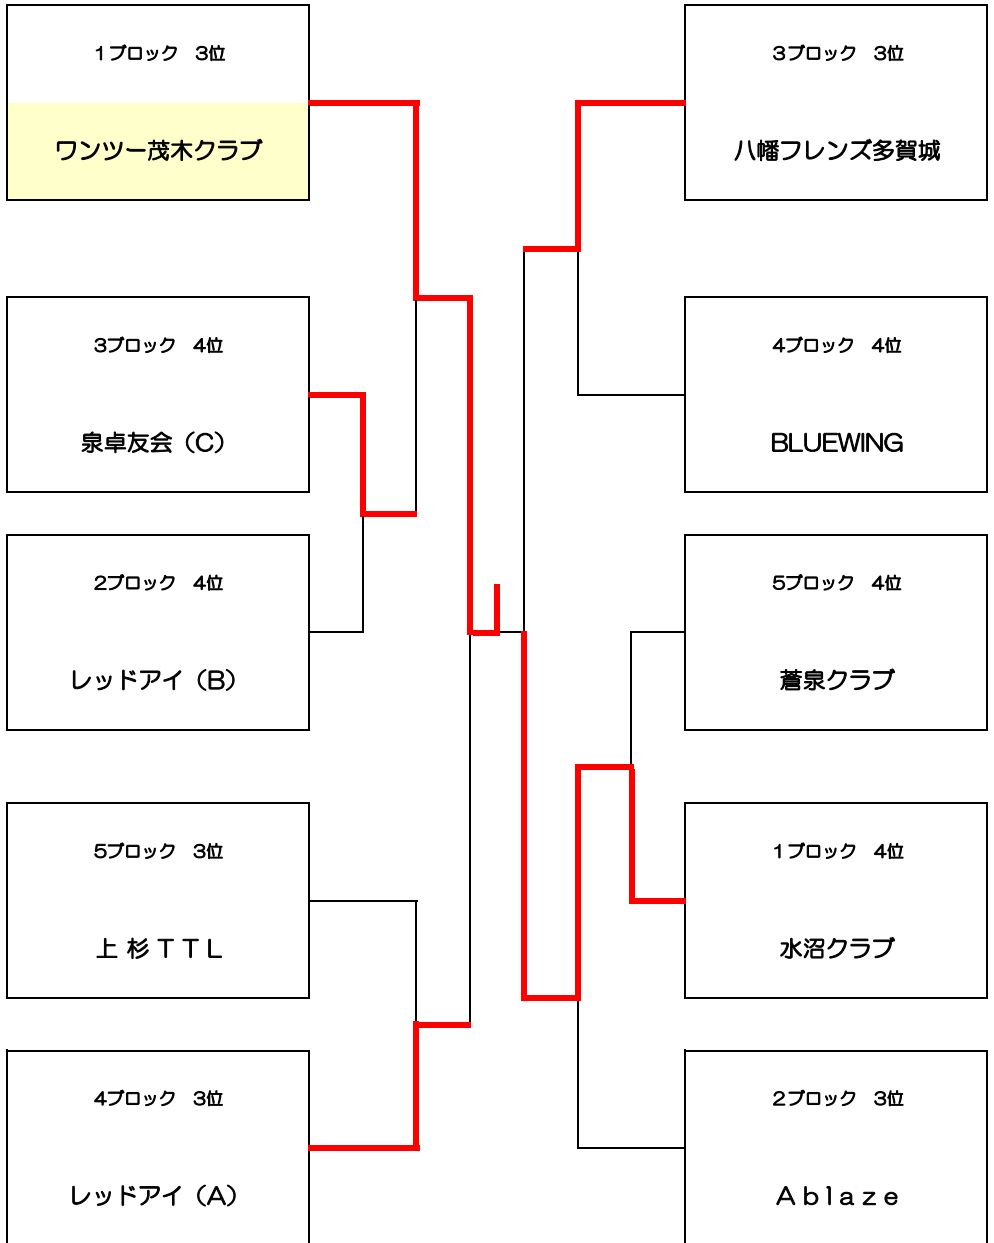 1ブロック　3位
ワンツー茂木クラブ
3ブロック　4位
泉卓友会（C）
2ブロック　4位
レッドアイ（B）
5ブロック　3位
上 杉 T T L
4ブロック　3位
レッドアイ（A）
3ブロック　3位
八幡フレンズ多賀城
4ブロック　4位
BLUEWING
5ブロック　4位
蒼泉クラブ
1ブロック　4位
水沼クラブ
2ブロック　3位
Ablaze